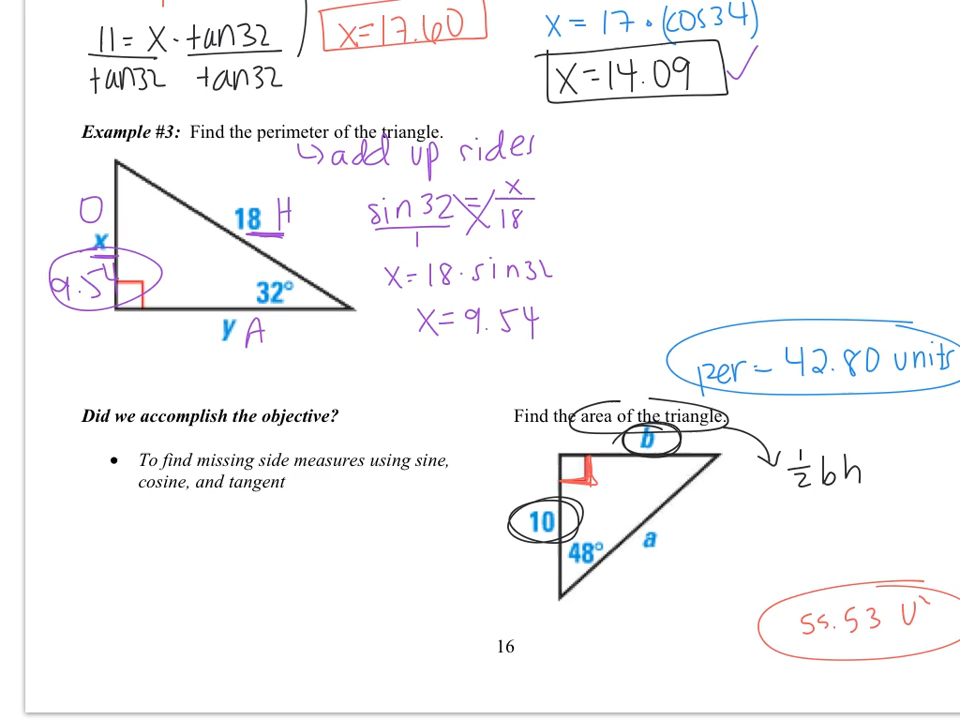 11 = x · tan32
tan32 tan32
x=17.60
x = 17 · (cos34)
x=14.09
Example #3: Find the perimeter of the triangle.
↳ add up sides
O
18 H
x
9.54
32°
y A
sin32 = x
1 18
x= 18 · sin32
x= 9.54
per = 42.80 units
Did we accomplish the objective?
• To find missing side measures using sine,
cosine, and tangent
Find the area of the triangle.
1/2 bh
b
10
48°
a
55.53 u²
16